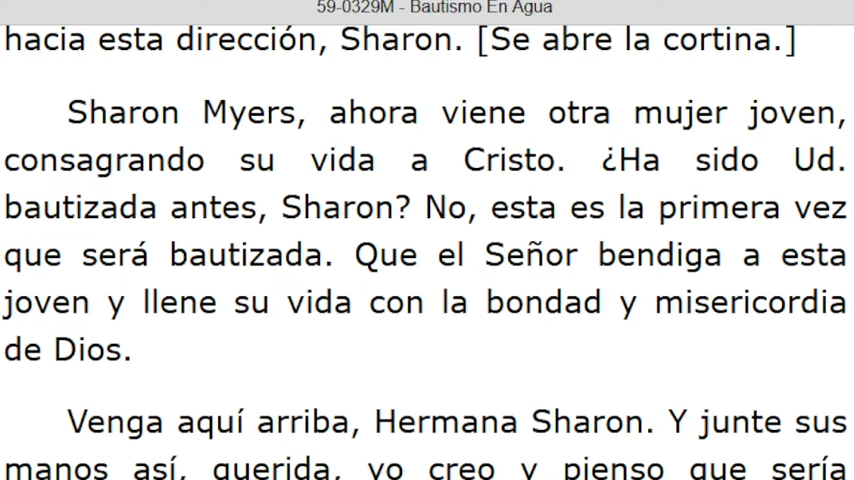 59-0329M - Bautismo En Agua
hacia esta dirección, Sharon. [Se abre la cortina.]
Sharon Myers, ahora viene otra mujer joven,
consagrando su vida a Cristo. ¿Ha sido Ud.
bautizada antes, Sharon? No, esta es la primera vez
que será bautizada. Que el Señor bendiga a esta
joven y llene su vida con la bondad y misericordia
de Dios.
Venga aquí arriba, Hermana Sharon. Y junte sus
manos así, querida, yo creo y pienso que sería